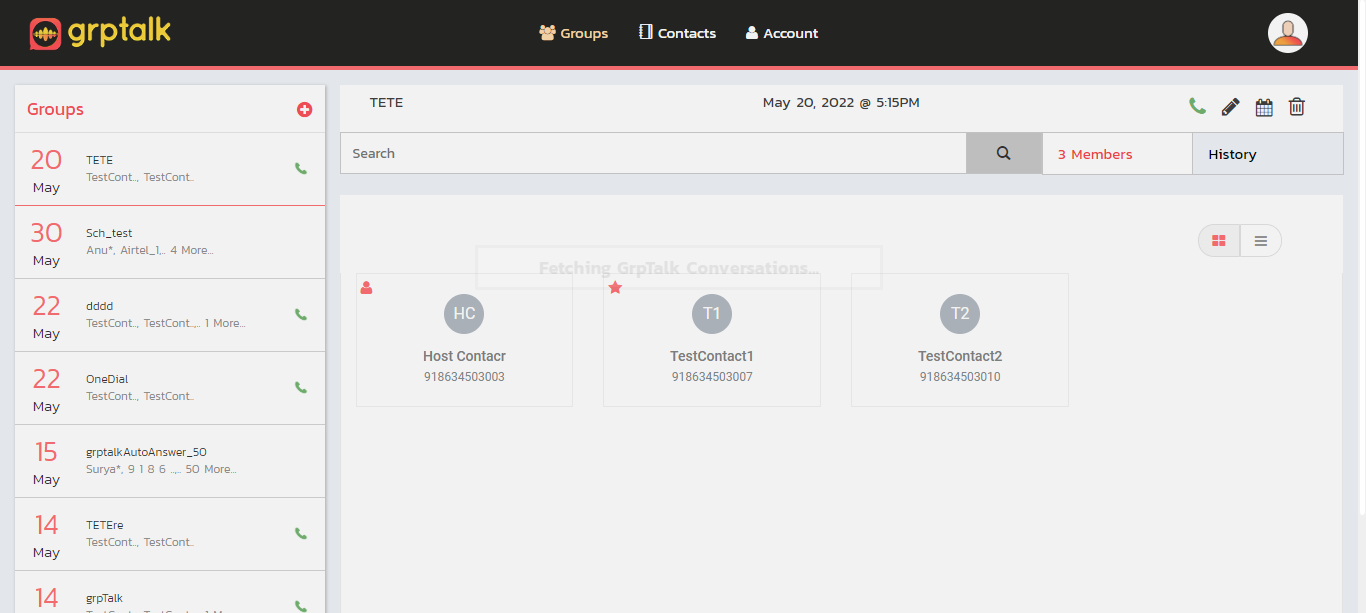 grptalk
Groups
Contacts
Account
Groups
20
May
TETE
TestCont.., TestCont..
30
May
Sch_test
Anu*, Airtel_1,.. 4 More...
22
May
dddd
TestCont.., TestCont..,.. 1 More...
22
May
OneDial
TestCont.., TestCont..
15
May
grptalkAutoAnswer_50
Surya*, 9 1 8 6 ..,.. 50 More...
14
May
TETEre
TestCont.., TestCont..
14
grpTalk
TETE
May 20, 2022 @ 5:15PM
Search
3 Members
History
Fetching GrpTalk Conversations...
HC
Host Contacr
918634503003
T1
TestContact1
918634503007
T2
TestContact2
918634503010